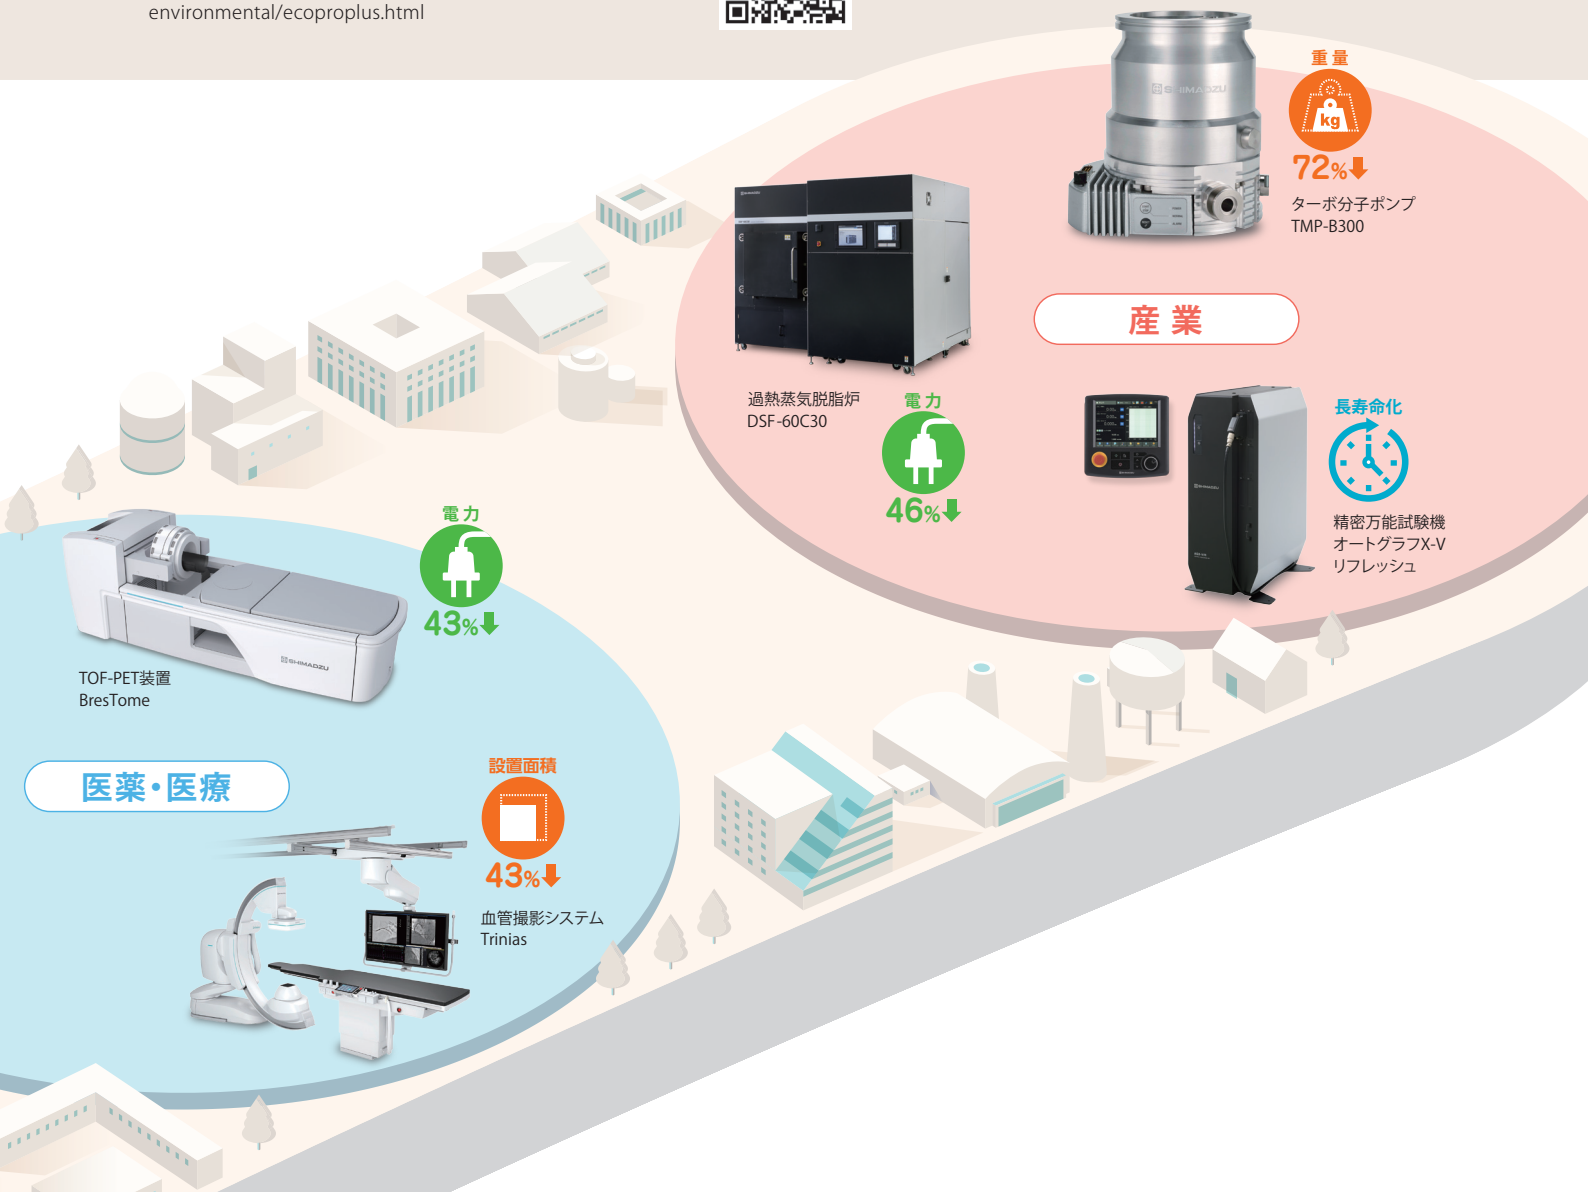 environmental/ecoproplus.html
重量
kg
72%
ターボ分子ポンプ
TMP-B300
SHIMADZU
産業
過熱蒸気脱脂炉
DSF-60C30
電力
46%
長寿命化
精密万能試験機
オートグラフX-V
リフレッシュ
電力
43%
SHIMADZU
TOF-PET装置
BresTome
医薬・医療
設置面積
43%
血管撮影システム
Trinias